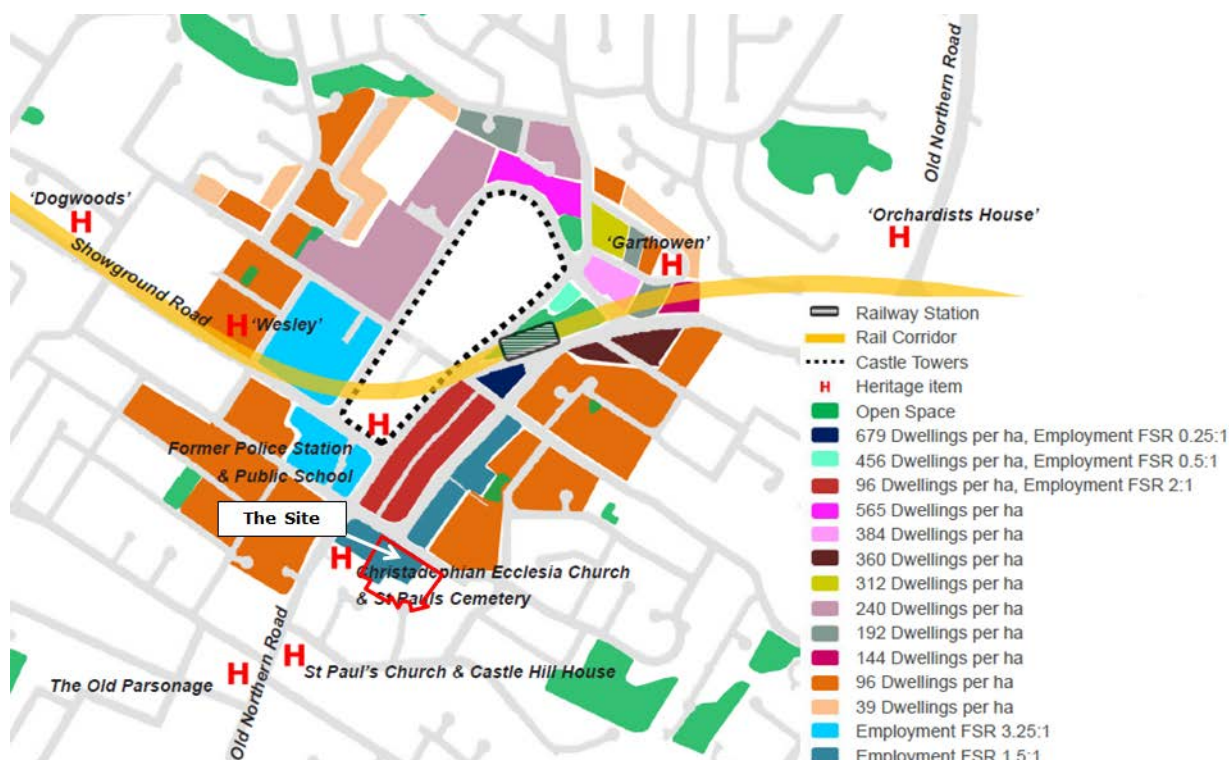 Old Northern Road
'Dogwoods'
H
'Orchardists House'
H
'Garthowen'
H
Showground Road
H 'Wesley'
H
Former Police Station
& Public School
The Site
H
Christadephian Ecclesia Church
& St Pauls Cemetery
H
St Paul's Church & Castle Hill House
H
The Old Parsonage
Old Northern Road
Railway Station
Rail Corridor
Castle Towers
H Heritage item
Open Space
679 Dwellings per ha, Employment FSR 0.25:1
456 Dwellings per ha, Employment FSR 0.5:1
96 Dwellings per ha, Employment FSR 2:1
565 Dwellings per ha
384 Dwellings per ha
360 Dwellings per ha
312 Dwellings per ha
240 Dwellings per ha
192 Dwellings per ha
144 Dwellings per ha
96 Dwellings per ha
39 Dwellings per ha
Employment FSR 3.25:1
Employment FSR 1.5:1